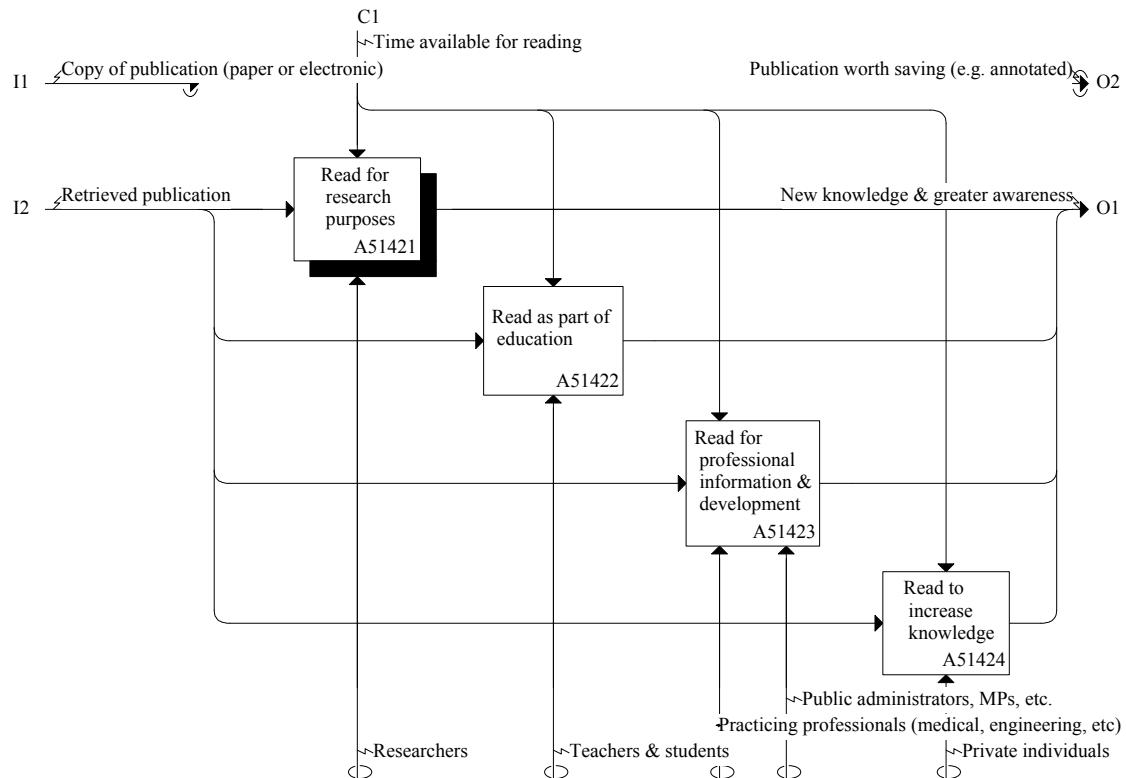 C1
Time available for reading
I1
Copy of publication (paper or electronic)
Publication worth saving (e.g. annotated)
O2
I2
Retrieved publication
Read for
research
purposes
A51421
New knowledge & greater awareness
O1
Read as part of
education
A51422
Read for
professional
information &
development
A51423
Read to
increase
knowledge
A51424
Public administrators, MPs, etc.
Practicing professionals (medical, engineering, etc)
Researchers
Teachers & students
Private individuals